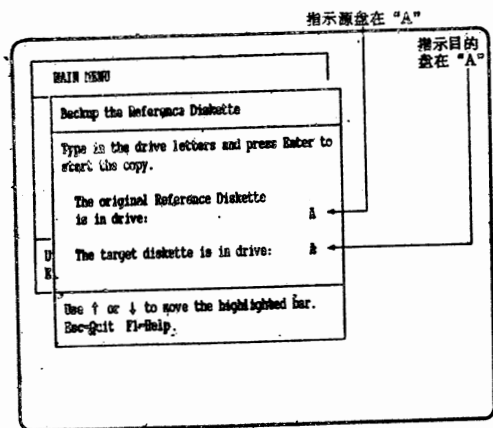 指示源盘在“A”
指示目的
盘在“A”
MAIN MENU
Backup the Reference Diskette
Type in the drive letters and press Enter to
start the copy.
The original Reference Diskette
is in drive: A
The target diskette is in drive: A
U
E
Use ↑ or ↓ to move the highlighted bar.
Esc=Quit F1=Help.